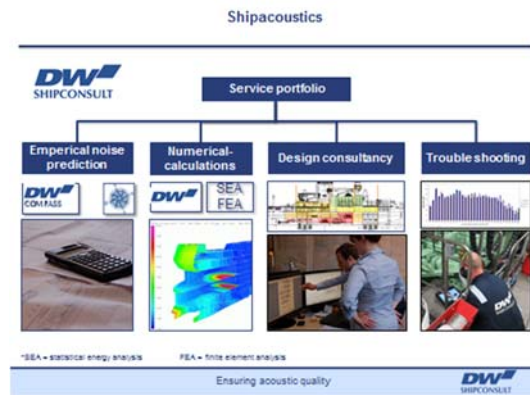 Shipacoustics
DW
SHIPCONSULT
Service portfolio
Emperical noise
prediction
Numerical-
calculations
Design consultancy
Trouble shooting
DW
COMPASS
DW
SEA
FEA
DW
SHIPCONSULT
*SEA = statistical energy analysis
FEA = finite element analysis
Ensuring acoustic quality
DW
SHIPCONSULT